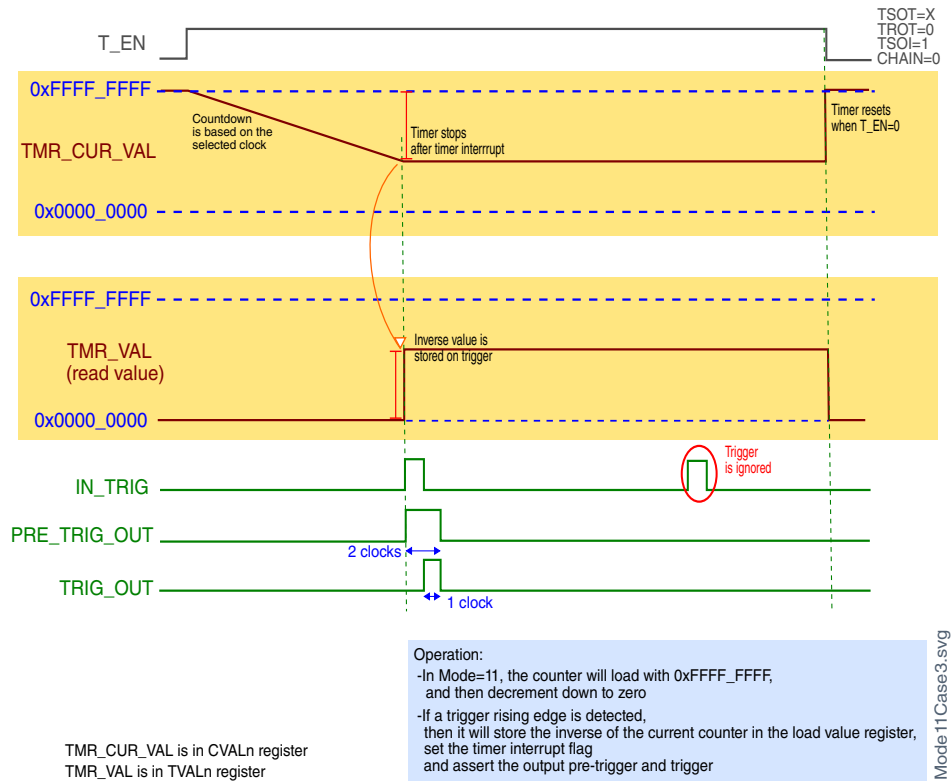 T_EN
TSOT=X
TROT=0
TSOI=1
CHAIN=0
0xFFFF_FFFF
Countdown
is based on the
selected clock
TMR_CUR_VAL
Timer stops
after timer interrrupt
Timer resets
when T_EN=0
0x0000_0000
0xFFFF_FFFF
TMR_VAL
(read value)
Inverse value is
stored on trigger
0x0000_0000
IN_TRIG
Trigger
is ignored
PRE_TRIG_OUT
2 clocks
TRIG_OUT
1 clock
Operation:
-In Mode=11, the counter will load with 0xFFFF_FFFF,
and then decrement down to zero
-If a trigger rising edge is detected,
then it will store the inverse of the current counter in the load value register,
set the timer interrupt flag
and assert the output pre-trigger and trigger
TMR_CUR_VAL is in CVALn register
TMR_VAL is in TVALn register
Mode11Case3.svg